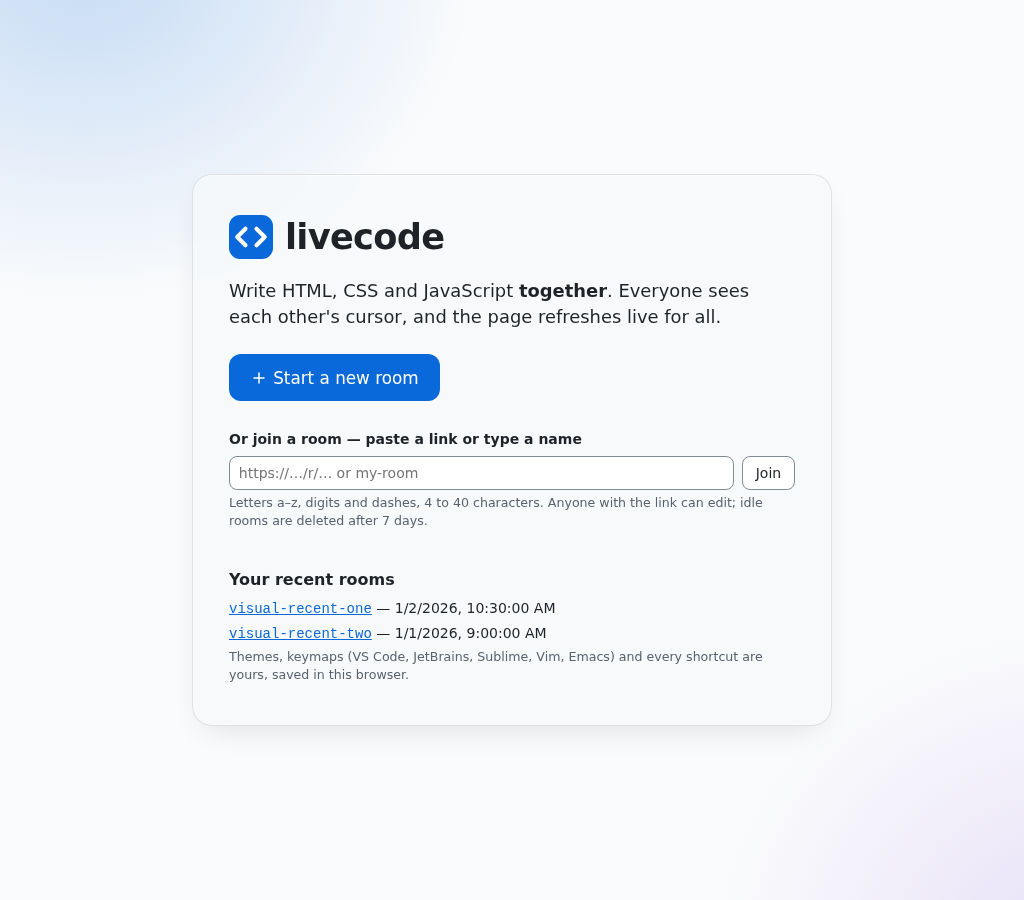 livecode
Write HTML, CSS and JavaScript together. Everyone sees
each other's cursor, and the page refreshes live for all.
+ Start a new room
Or join a room — paste a link or type a name
https://…/r/… or my-room
Join
Letters a–z, digits and dashes, 4 to 40 characters. Anyone with the link can edit; idle
rooms are deleted after 7 days.
Your recent rooms
visual-recent-one — 1/2/2026, 10:30:00 AM
visual-recent-two — 1/1/2026, 9:00:00 AM
Themes, keymaps (VS Code, JetBrains, Sublime, Vim, Emacs) and every shortcut are
yours, saved in this browser.